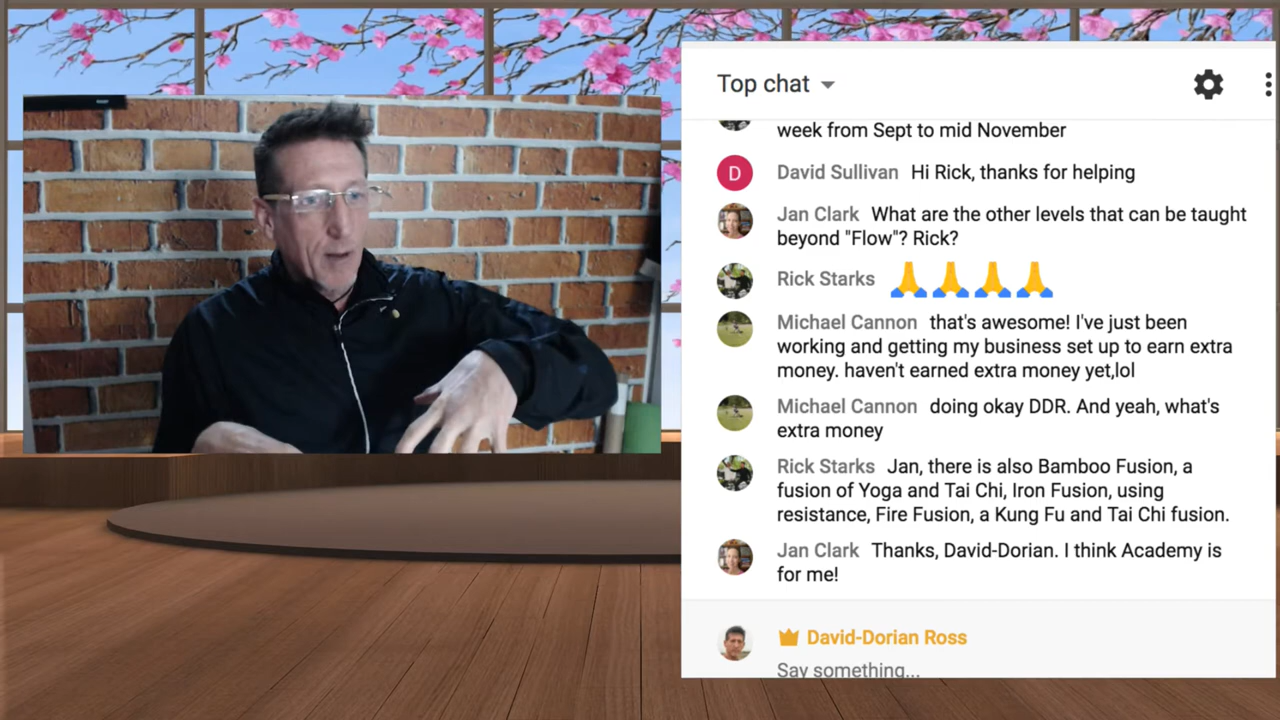 Top chat
week from Sept to mid November
D
David Sullivan Hi Rick, thanks for helping
Jan Clark What are the other levels that can be taught
beyond "Flow"? Rick?
Rick Starks 🙏🙏🙏🙏
Michael Cannon that's awesome! I've just been
working and getting my business set up to earn extra
money. haven't earned extra money yet,lol
Michael Cannon doing okay DDR. And yeah, what's
extra money
Rick Starks Jan, there is also Bamboo Fusion, a
fusion of Yoga and Tai Chi, Iron Fusion, using
resistance, Fire Fusion, a Kung Fu and Tai Chi fusion.
Jan Clark Thanks, David-Dorian. I think Academy is
for me!
David-Dorian Ross
Say something...